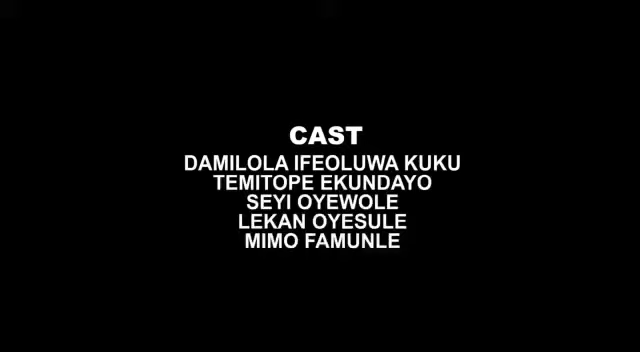 CAST
DAMILOLA IFEOLUWA KUKU
TEMITOPE EKUNDAYO
SEYI OYEWOLE
LEKAN OYESULE
MIMO FAMUNLE